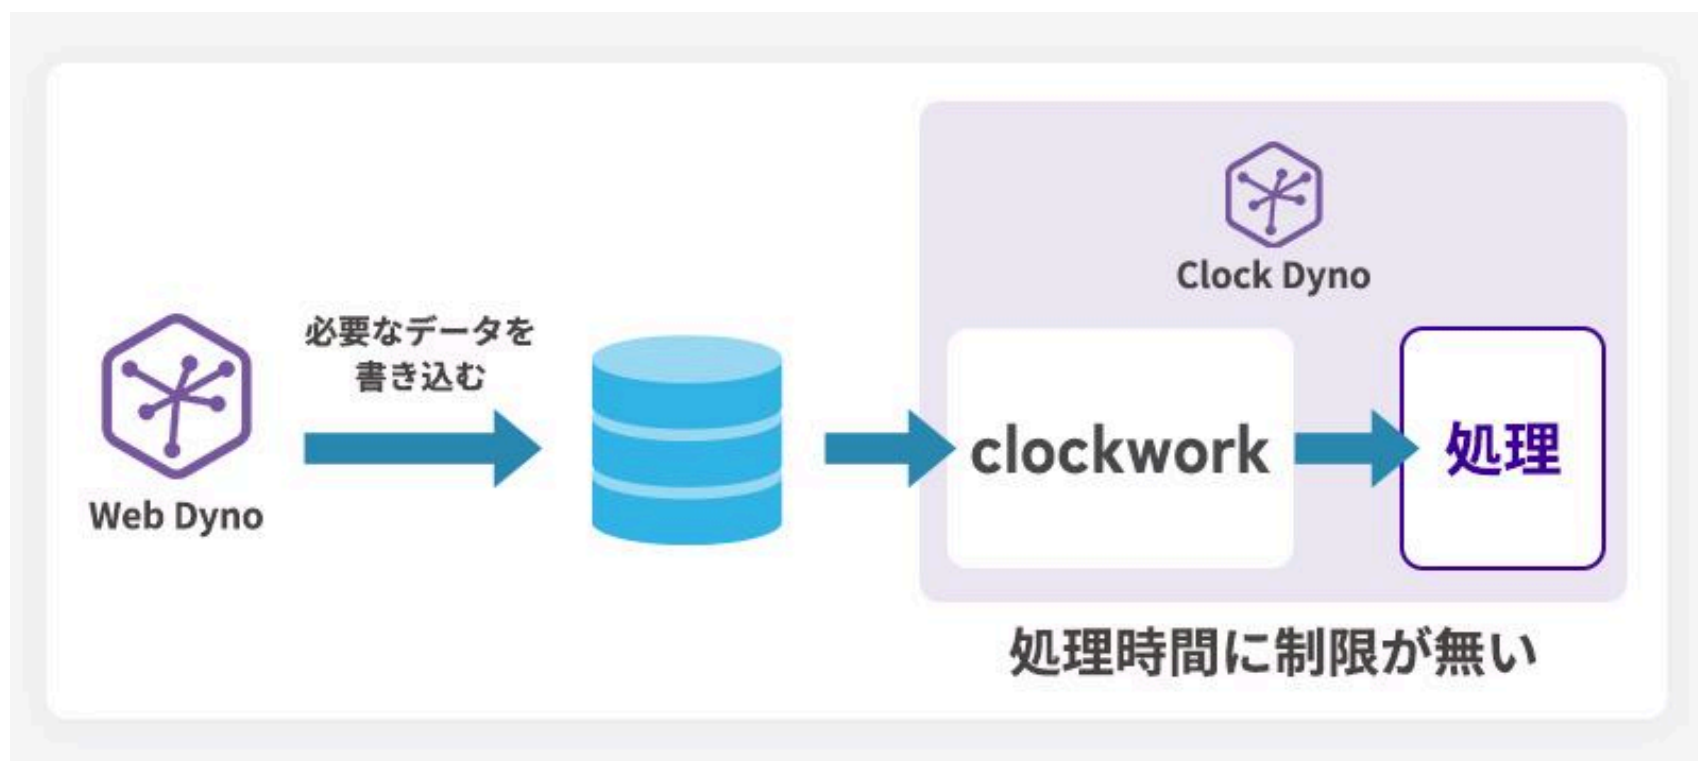 Web Dyno
必要なデータを
書き込む
Clock Dyno
clockwork
処理
処理時間に制限が無い